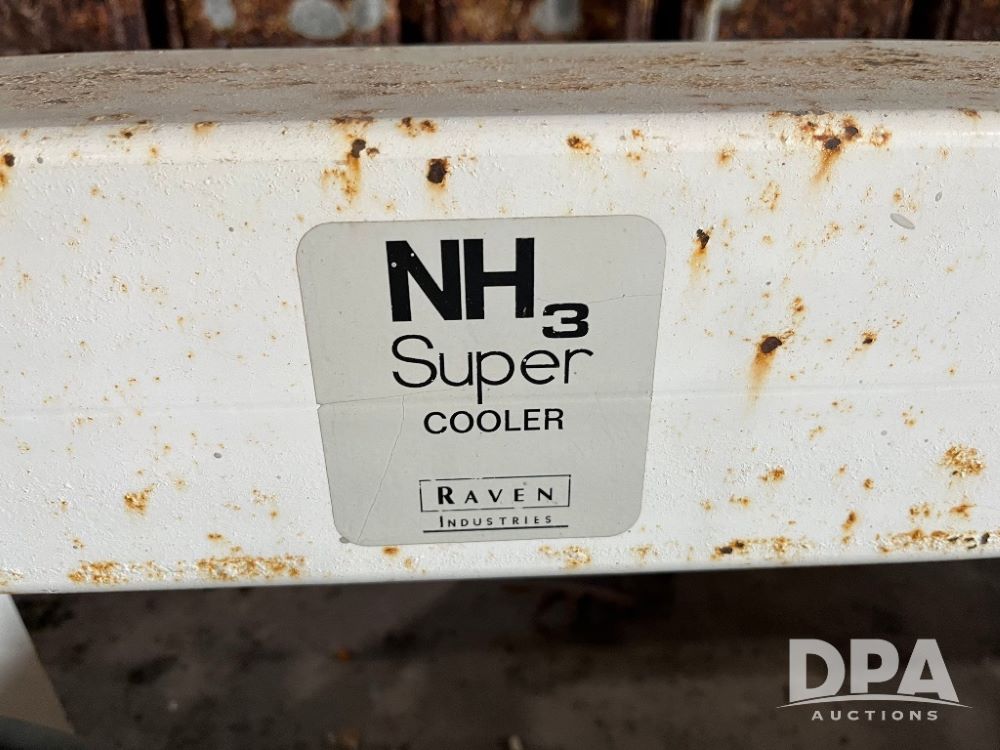 NH3
Super
COOLER
RAVEN
INDUSTRIES
DPA
AUCTIONS